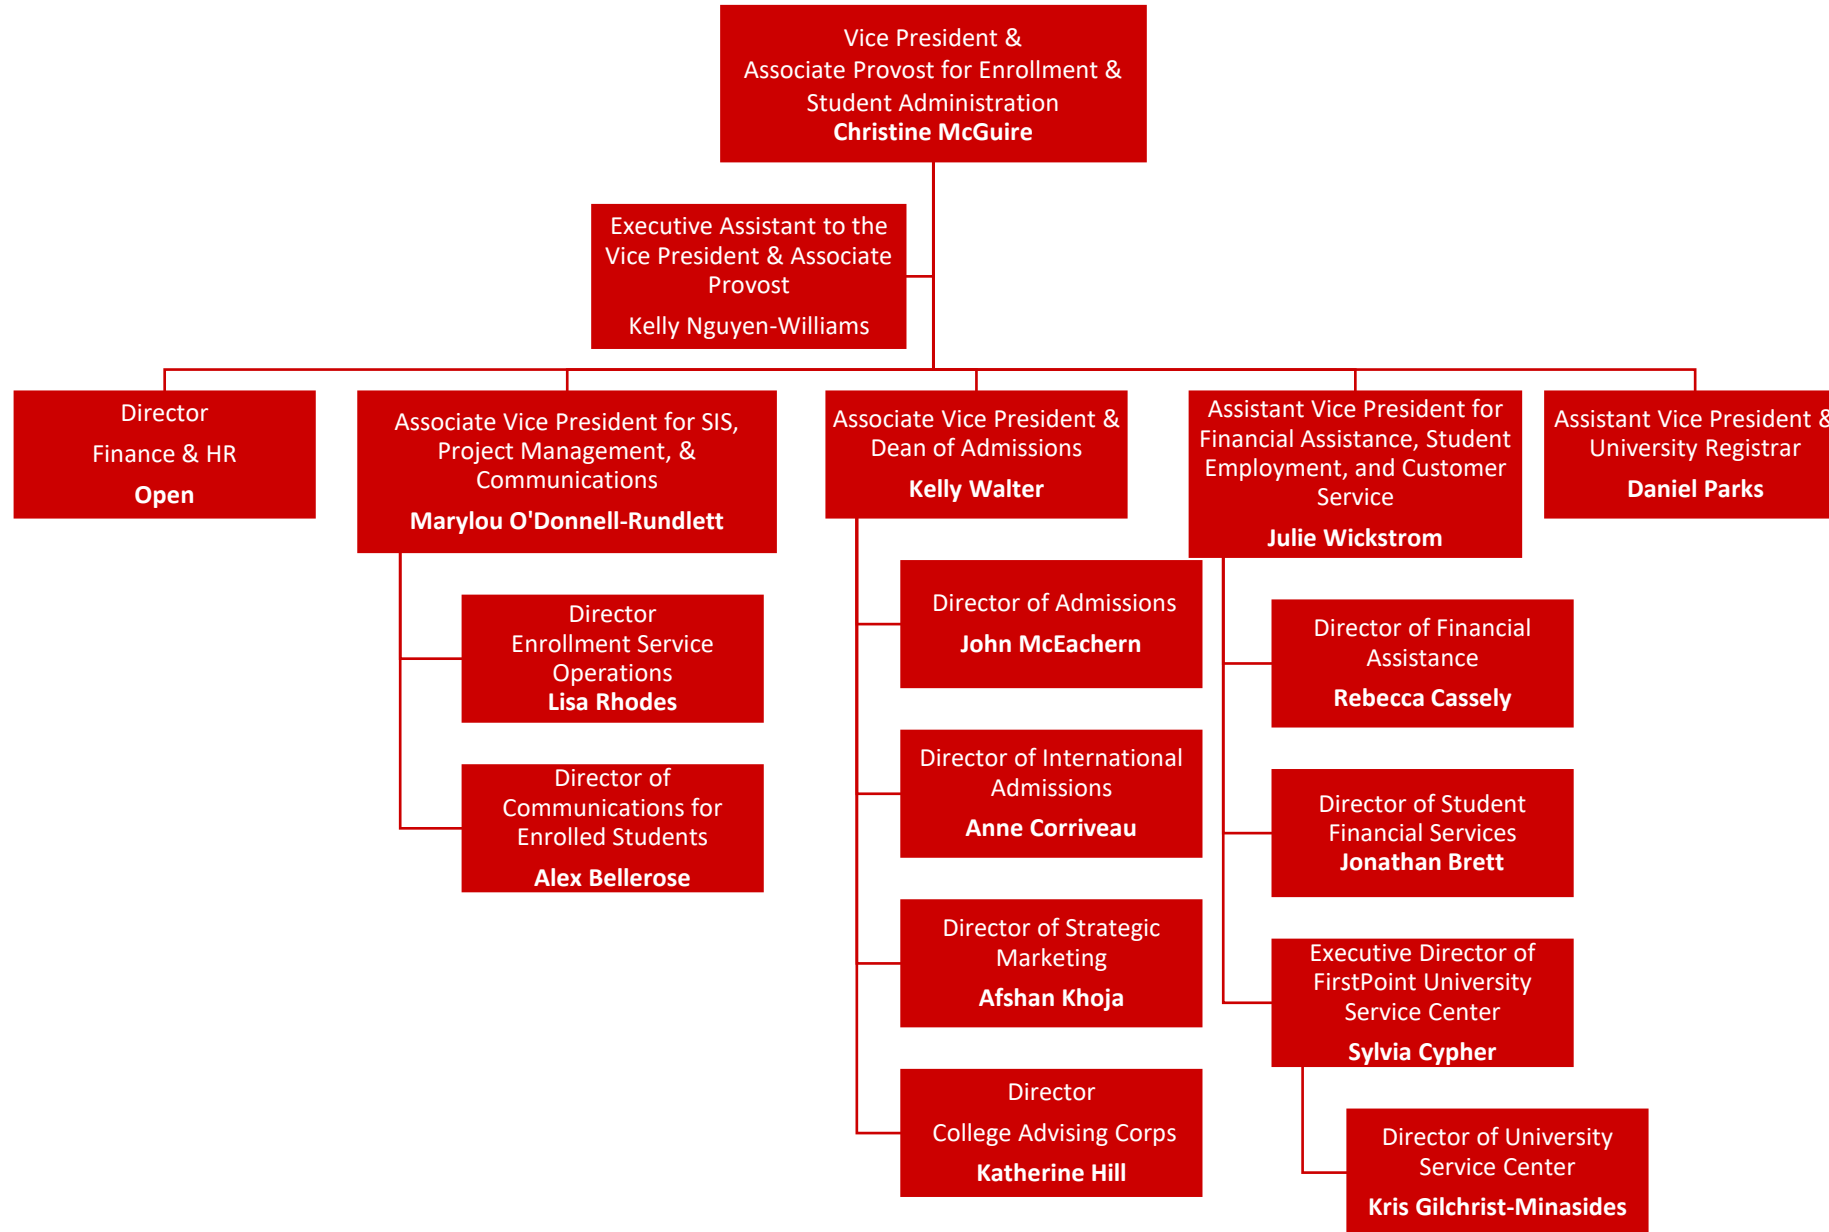 Vice President &
Associate Provost for Enrollment &
Student Administration
Christine McGuire
Executive Assistant to the
Vice President & Associate
Provost
Kelly Nguyen-Williams
Director
Finance & HR
Open
Associate Vice President for SIS,
Project Management, &
Communications
Marylou O'Donnell-Rundlett
Director
Enrollment Service
Operations
Lisa Rhodes
Director of
Communications for
Enrolled Students
Alex Bellerose
Associate Vice President &
Dean of Admissions
Kelly Walter
Director of Admissions
John McEachern
Director of International
Admissions
Anne Corriveau
Director of Strategic
Marketing
Afshan Khoja
Director
College Advising Corps
Katherine Hill
Assistant Vice President for
Financial Assistance, Student
Employment, and Customer
Service
Julie Wickstrom
Director of Financial
Assistance
Rebecca Cassely
Director of Student
Financial Services
Jonathan Brett
Executive Director of
FirstPoint University
Service Center
Sylvia Cypher
Director of University
Service Center
Kris Gilchrist-Minasides
Assistant Vice President &
University Registrar
Daniel Parks